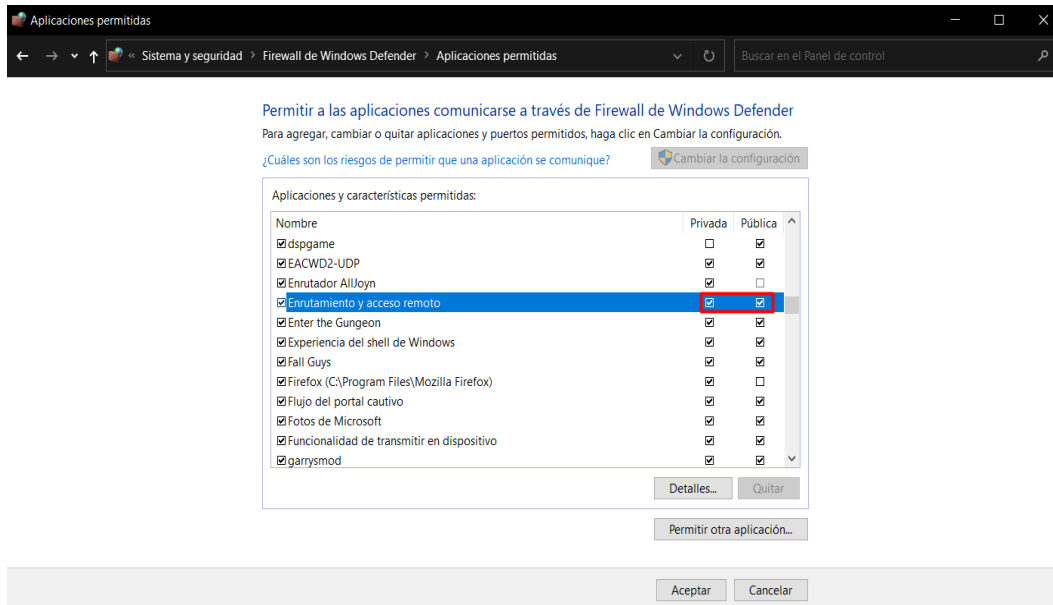 Aplicaciones permitidas
« Sistema y seguridad > Firewall de Windows Defender > Aplicaciones permitidas
Buscar en el Panel de control
Permitir a las aplicaciones comunicarse a través de Firewall de Windows Defender
Para agregar, cambiar o quitar aplicaciones y puertos permitidos, haga clic en Cambiar la configuración.
¿Cuáles son los riesgos de permitir que una aplicación se comunique? Cambiar la configuración
Aplicaciones y características permitidas:
Nombre Privada Pública
dspgame
EACWD2-UDP
Enrutador AllJoyn
Enrutamiento y acceso remoto
Enter the Gungeon
Experiencia del shell de Windows
Fall Guys
Firefox (C:\Program Files\Mozilla Firefox)
Flujo del portal cautivo
Fotos de Microsoft
Funcionalidad de transmitir en dispositivo
garrysmod
Detalles... Quitar
Permitir otra aplicación...
Aceptar Cancelar